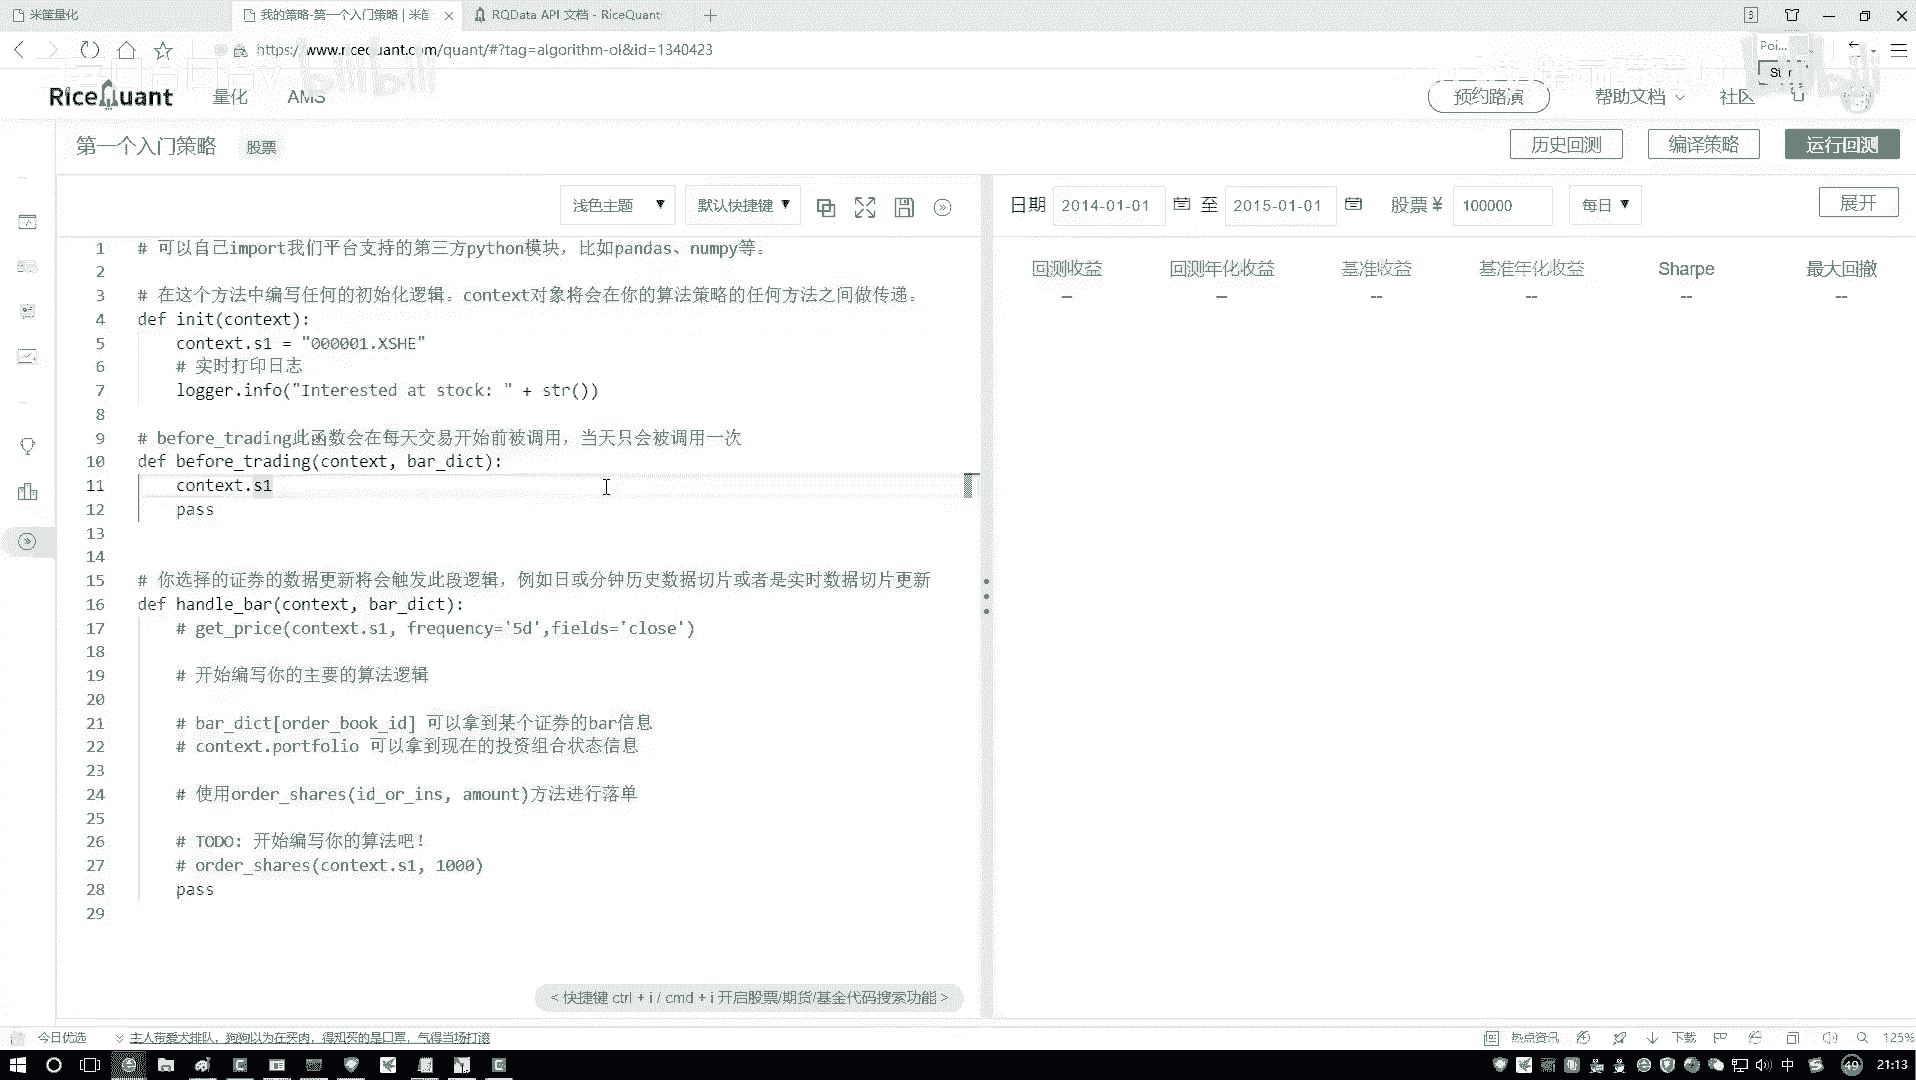 米筐量化
我的策略-第一个入门策略 | 米筐
RQData API 文档 - RiceQuant
3
https://www.ricequant.com/quant/#?tag=algorithm-ol&id=1340423
Poi...
RiceQuant
量化
AMS
预约路演
帮助文档
社区
bilibili
第一个入门策略
股票
历史回测
编译策略
运行回测
浅色主题
默认快捷键
日期
2014-01-01
至
2015-01-01
股票 ¥
100000
每日
展开
回测收益 回测年化收益 基准收益 基准年化收益 Sharpe 最大回撤
-- -- -- -- -- --
1 # 可以自己import我们平台支持的第三方python模块，比如pandas、numpy等。
2
3 # 在这个方法中编写任何的初始化逻辑。context对象将会在你的算法策略的任何方法之间做传递。
4 def init(context):
5 context.s1 = "000001.XSHE"
6 # 实时打印日志
7 logger.info("Interested at stock: " + str())
8
9 # before_trading此函数会在每天交易开始前被调用，当天只会被调用一次
10 def before_trading(context, bar_dict):
11 context.s1
12 pass
13
14
15 # 你选择的证券的数据更新将会触发此段逻辑，例如日或分钟历史数据切片或者是实时数据切片更新
16 def handle_bar(context, bar_dict):
17 # get_price(context.s1, frequency='5d',fields='close')
18
19 # 开始编写你的主要的算法逻辑
20
21 # bar_dict[order_book_id] 可以拿到某个证券的bar信息
22 # context.portfolio 可以拿到现在的投资组合状态信息
23
24 # 使用order_shares(id_or_ins, amount)方法进行落单
25
26 # TODO: 开始编写你的算法吧！
27 # order_shares(context.s1, 1000)
28 pass
29
< 快捷键 ctrl + i / cmd + i 开启股票/期货/基金代码搜索功能 >
今日优选
主人带爱犬排队，狗狗以为在买肉，得知买的是口罩，气得当场打滚
热点资讯
下载
125%
中
49
21:13